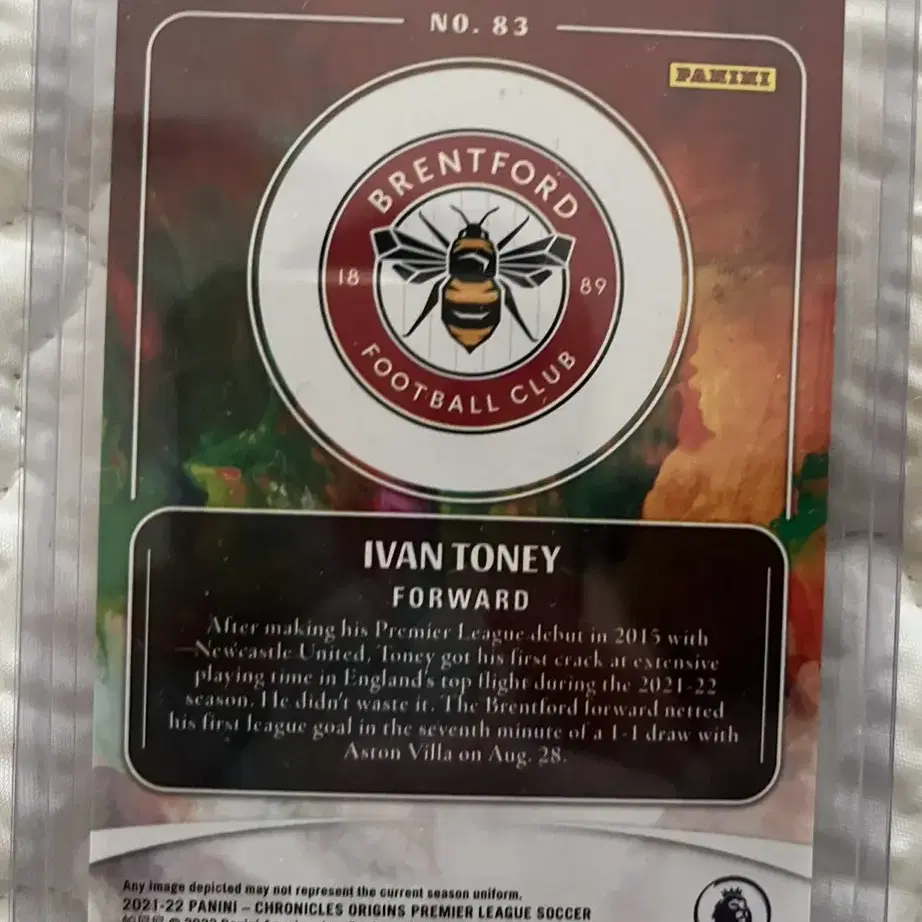 NO. 83
PANINI
BRENTFORD
18 89
FOOTBALL CLUB
IVAN TONEY
FORWARD
After making his Premier League debut in 2015 with
Newcastle United, Toney got his first crack at extensive
playing time in England's top flight during the 2021-22
season. He didn't waste it. The Brentford forward netted
his first league goal in the seventh minute of a 1-1 draw with
Aston Villa on Aug. 28.
Any image depicted may not represent the current season uniform.
2021-22 PANINI – CHRONICLES ORIGINS PREMIER LEAGUE SOCCER